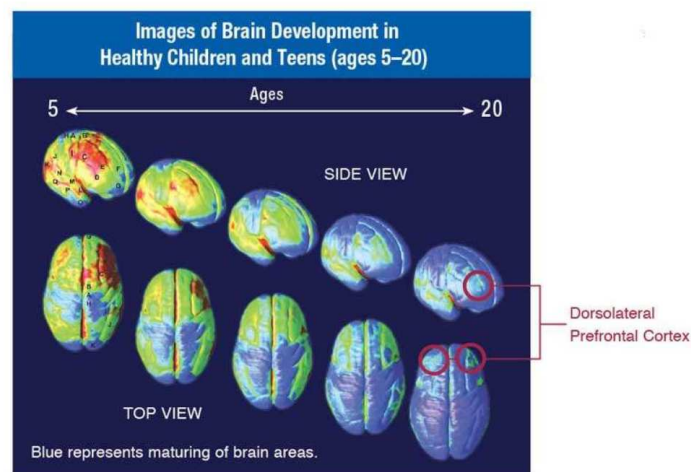 Images of Brain Development in
Healthy Children and Teens (ages 5–20)
Ages
5
20
SIDE VIEW
Dorsolateral
Prefrontal Cortex
TOP VIEW
Blue represents maturing of brain areas.